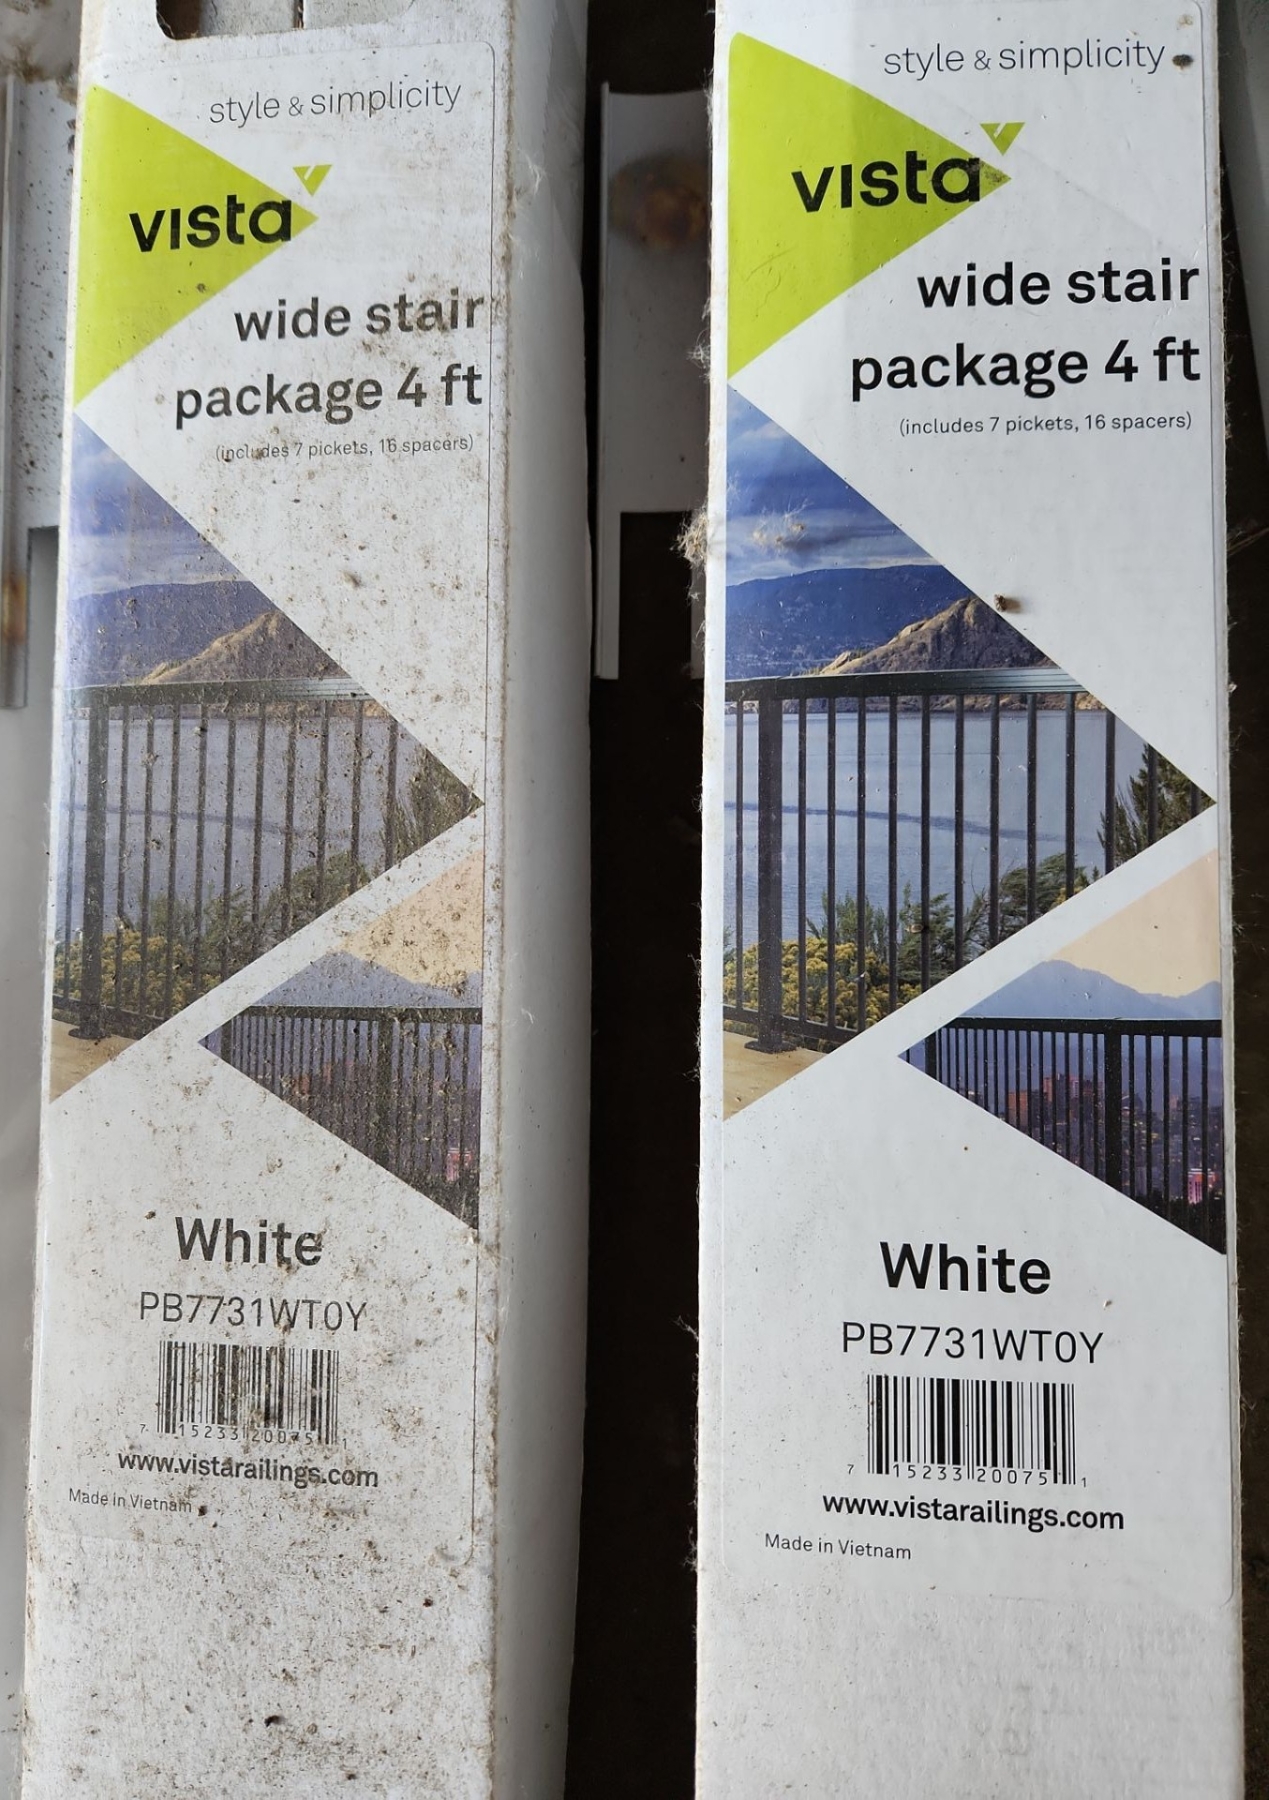 style & simplicity
vista
wide stair
package 4 ft
(includes 7 pickets, 16 spacers)
White
PB7731WT0Y
7 15233 20075 1
www.vistarailings.com
Made in Vietnam
style & simplicity
vista
wide stair
package 4 ft
(includes 7 pickets, 16 spacers)
White
PB7731WT0Y
7 15233 20075 1
www.vistarailings.com
Made in Vietnam